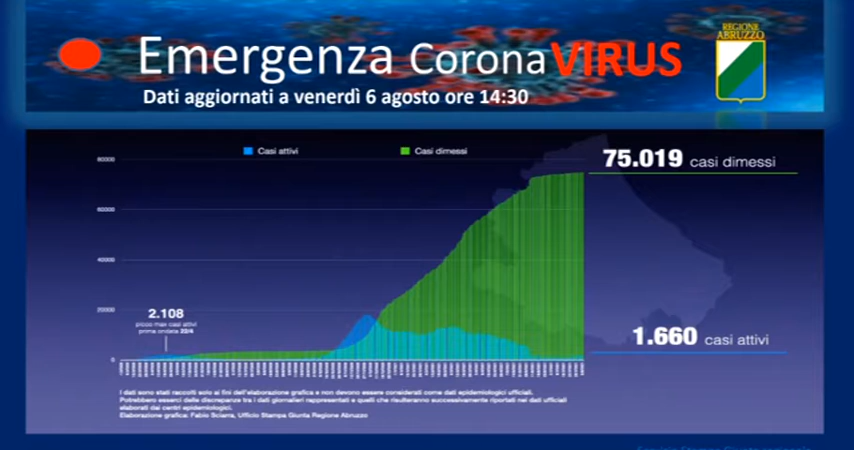 Emergenza CoronaVIRUS
REGIONE
ABRUZZO
Dati aggiornati a venerdì 6 agosto ore 14:30
Casi attivi
Casi dimessi
75.019 casi dimessi
80000
60000
40000
20000
0
2.108
picco max casi attivi
prima ondata 22/4
1.660 casi attivi
I dati sono stati raccolti solo ai fini dell'elaborazione grafica e non devono essere considerati come dati epidemiologici ufficiali.
Potrebbero esserci delle discrepanze tra i dati giornalieri rappresentati e quelli che risulteranno successivamente riportati nei dati ufficiali
elaborati dai centri epidemiologici.
Elaborazione grafica: Fabio Sciarra, Ufficio Stampa Giunta Regione Abruzzo